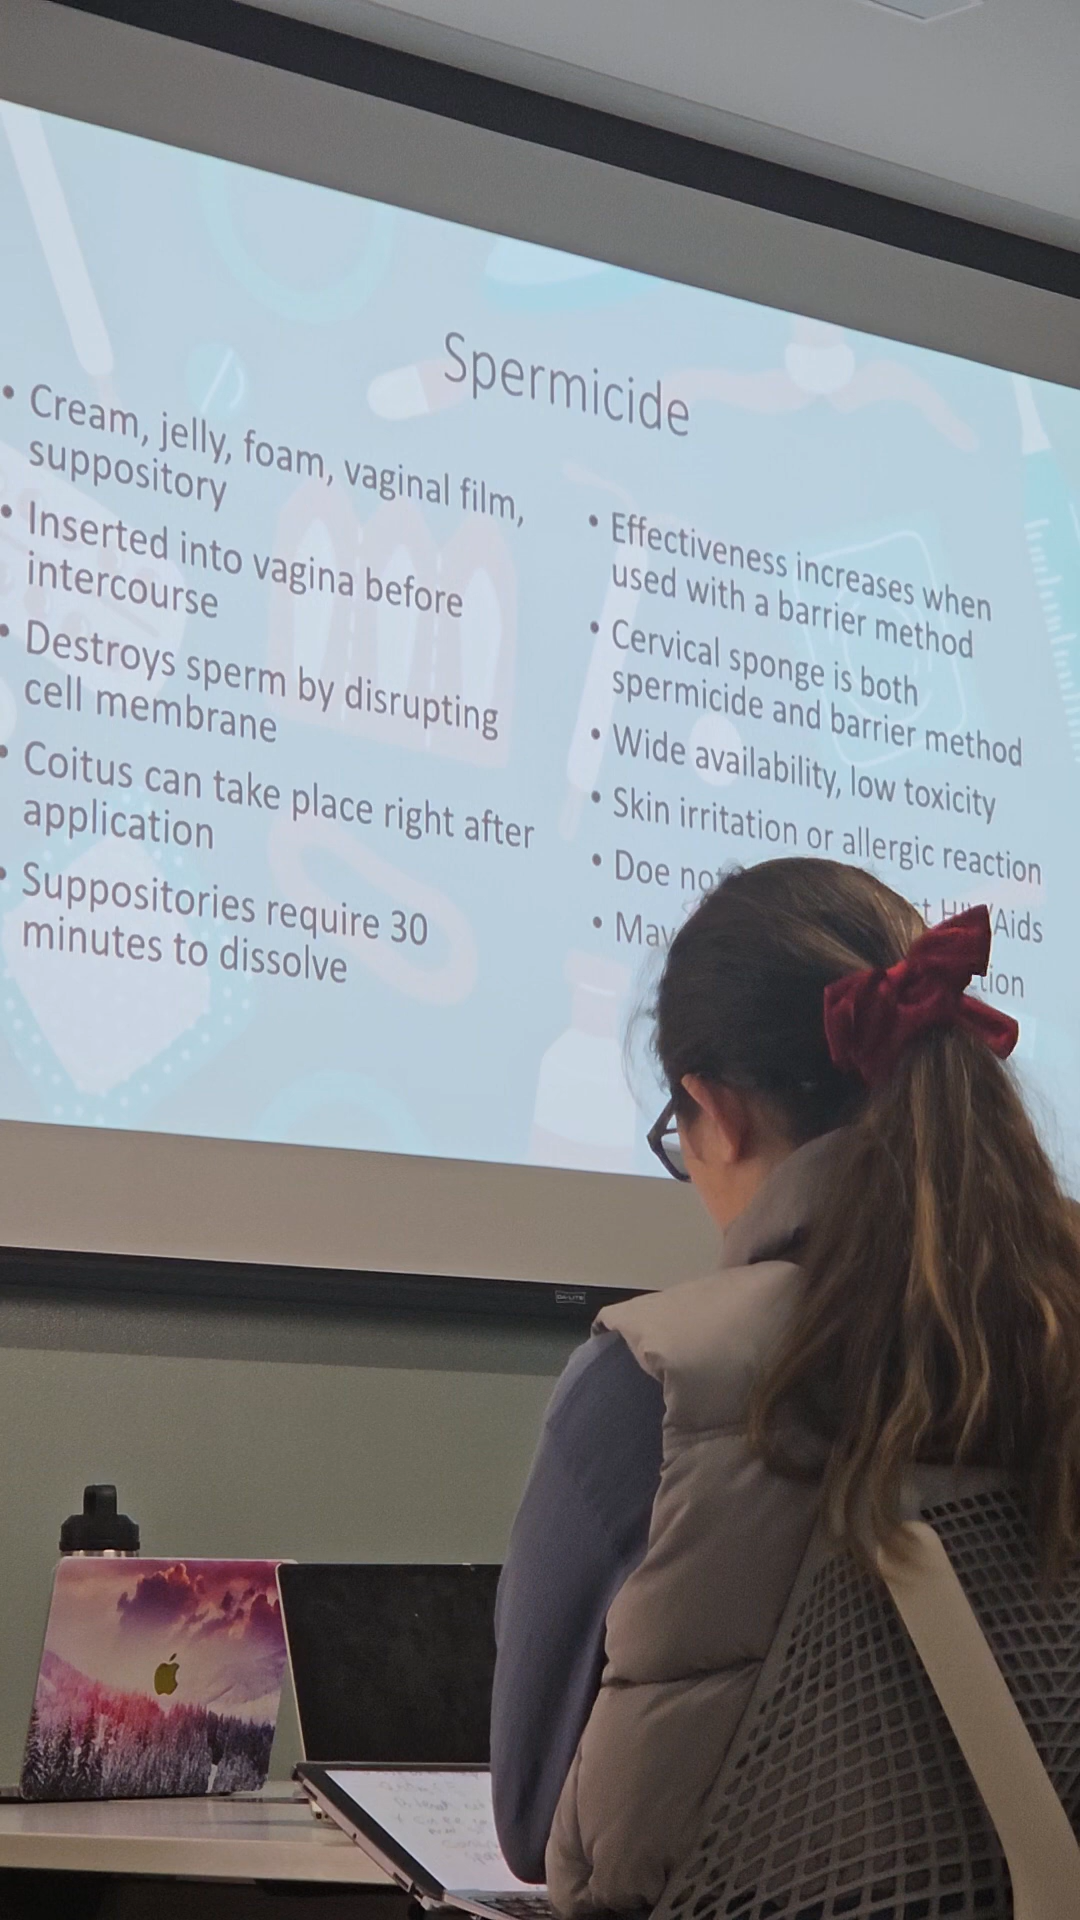 Spermicide
• Cream, jelly, foam, vaginal film,
suppository
• Inserted into vagina before
intercourse
• Destroys sperm by disrupting
cell membrane
• Coitus can take place right after
application
• Suppositories require 30
minutes to dissolve
• Effectiveness increases when
used with a barrier method
• Cervical sponge is both
spermicide and barrier method
• Wide availability, low toxicity
• Skin irritation or allergic reaction
• Doe not /Aids
• May
DA-LITE